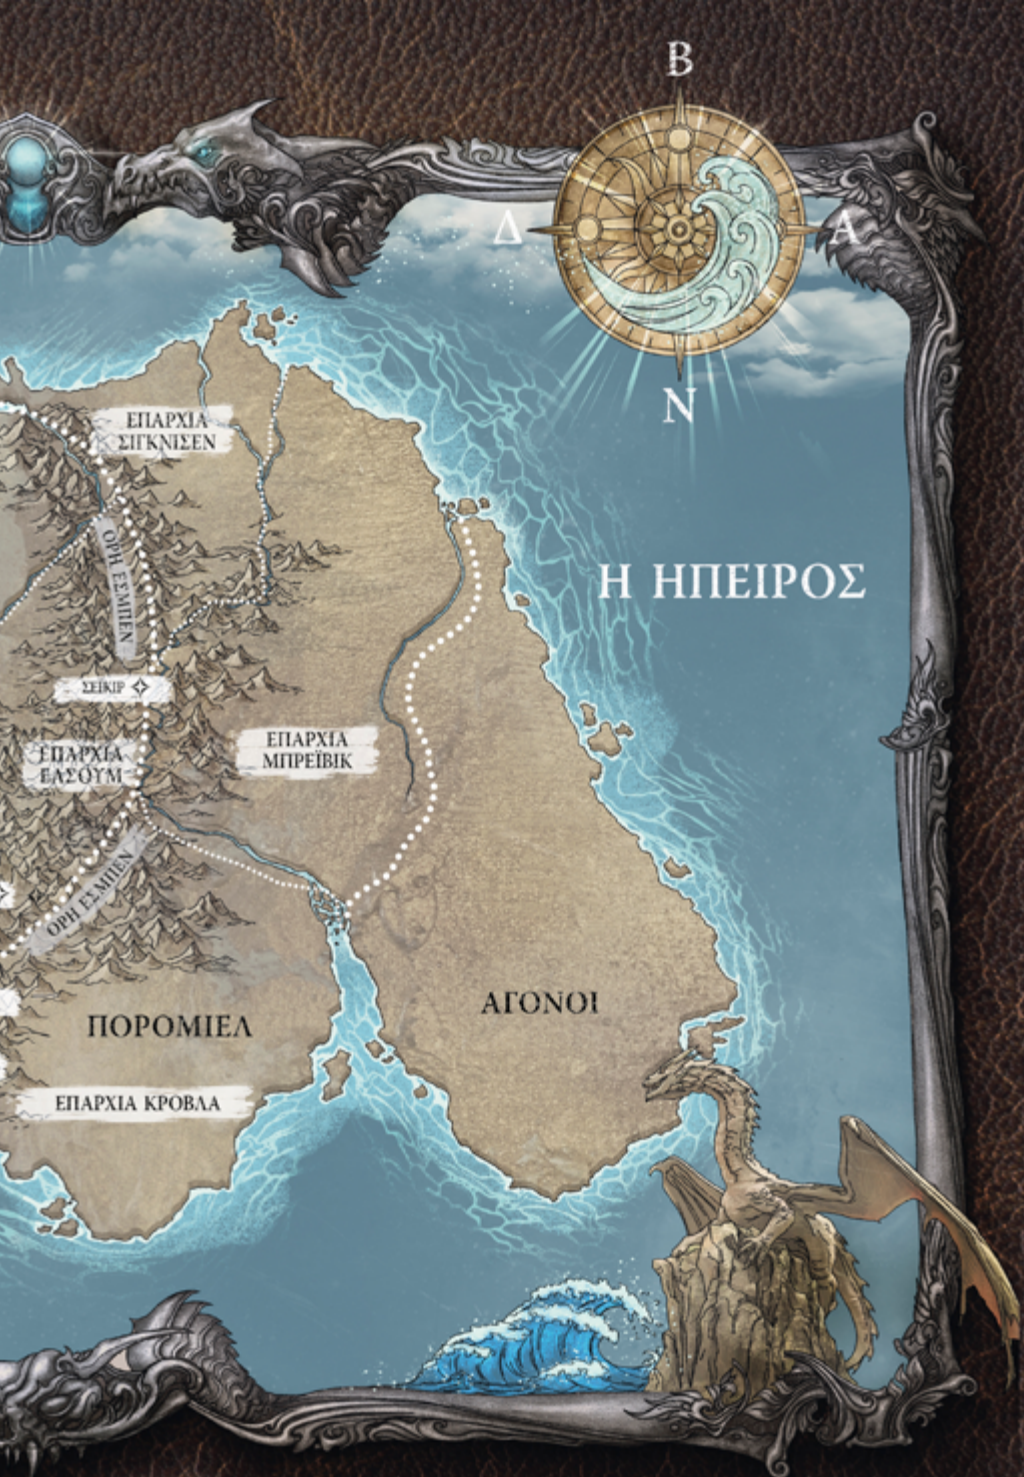 Β
Δ
Α
Ν
ΕΠΑΡΧΙΑ
ΣΙΓΚΝΙΣΕΝ
ΟΡΗ ΕΣΜΠΕΝ
Η ΗΠΕΙΡΟΣ
ΣΕΪΚΙΡ
ΕΠΑΡΧΙΑ
ΕΛΣΟΥΜ
ΕΠΑΡΧΙΑ
ΜΠΡΕΪΒΙΚ
ΟΡΗ ΕΣΜΠΕΝ
ΑΓΟΝΟΙ
ΠΟΡΟΜΙΕΛ
ΕΠΑΡΧΙΑ ΚΡΟΒΛΑ